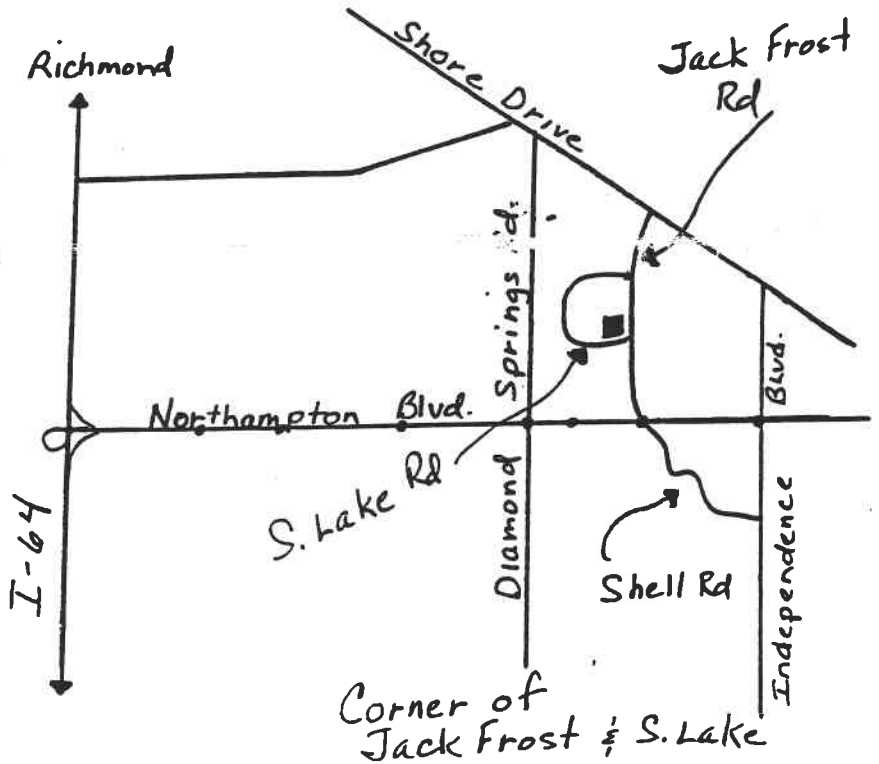 Richmond
Shore Drive
Jack Frost
Rd
Diamond Springs
Northampton Blvd.
S. Lake Rd
I-64
Shell Rd
Independence Blvd.
Corner of
Jack Frost & S. Lake